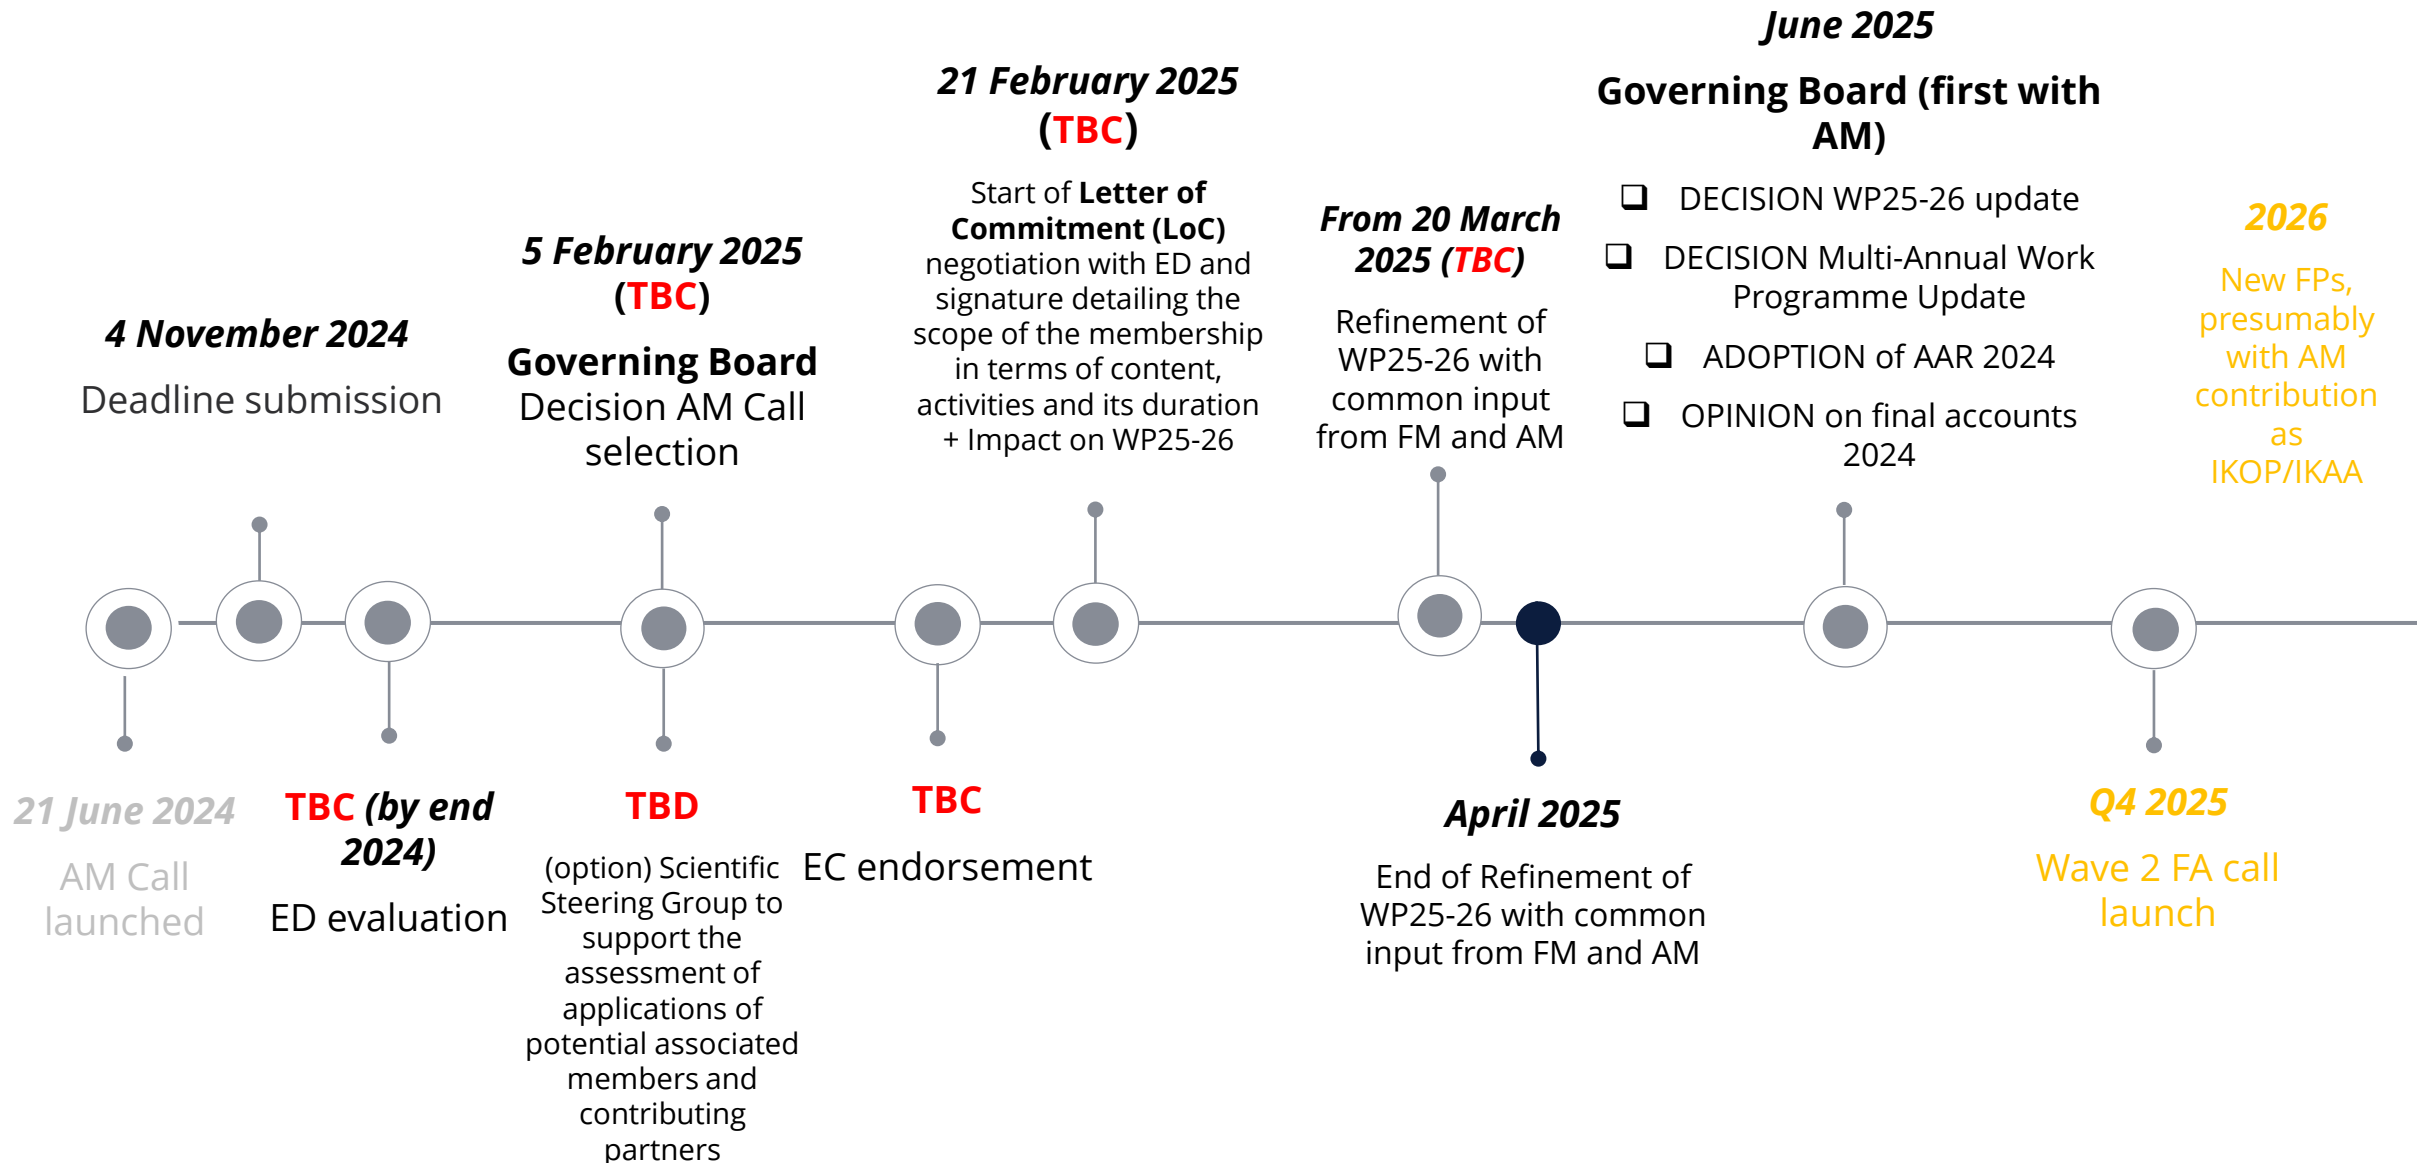 4 November 2024
Deadline submission
5 February 2025
(TBC)
Governing Board
Decision AM Call
selection
21 February 2025
(TBC)
Start of Letter of
Commitment (LoC)
negotiation with ED and
signature detailing the
scope of the membership
in terms of content,
activities and its duration
+ Impact on WP25-26
From 20 March
2025 (TBC)
Refinement of
WP25-26 with
common input
from FM and AM
June 2025
Governing Board (first with
AM)
❑ DECISION WP25-26 update
❑ DECISION Multi-Annual Work
Programme Update
❑ ADOPTION of AAR 2024
❑ OPINION on final accounts
2024
2026
New FPs,
presumably
with AM
contribution
as
IKOP/IKAA
21 June 2024
AM Call
launched
TBC (by end
2024)
ED evaluation
TBD
(option) Scientific
Steering Group to
support the
assessment of
applications of
potential associated
members and
contributing
partners
TBC
EC endorsement
April 2025
End of Refinement of
WP25-26 with common
input from FM and AM
Q4 2025
Wave 2 FA call
launch